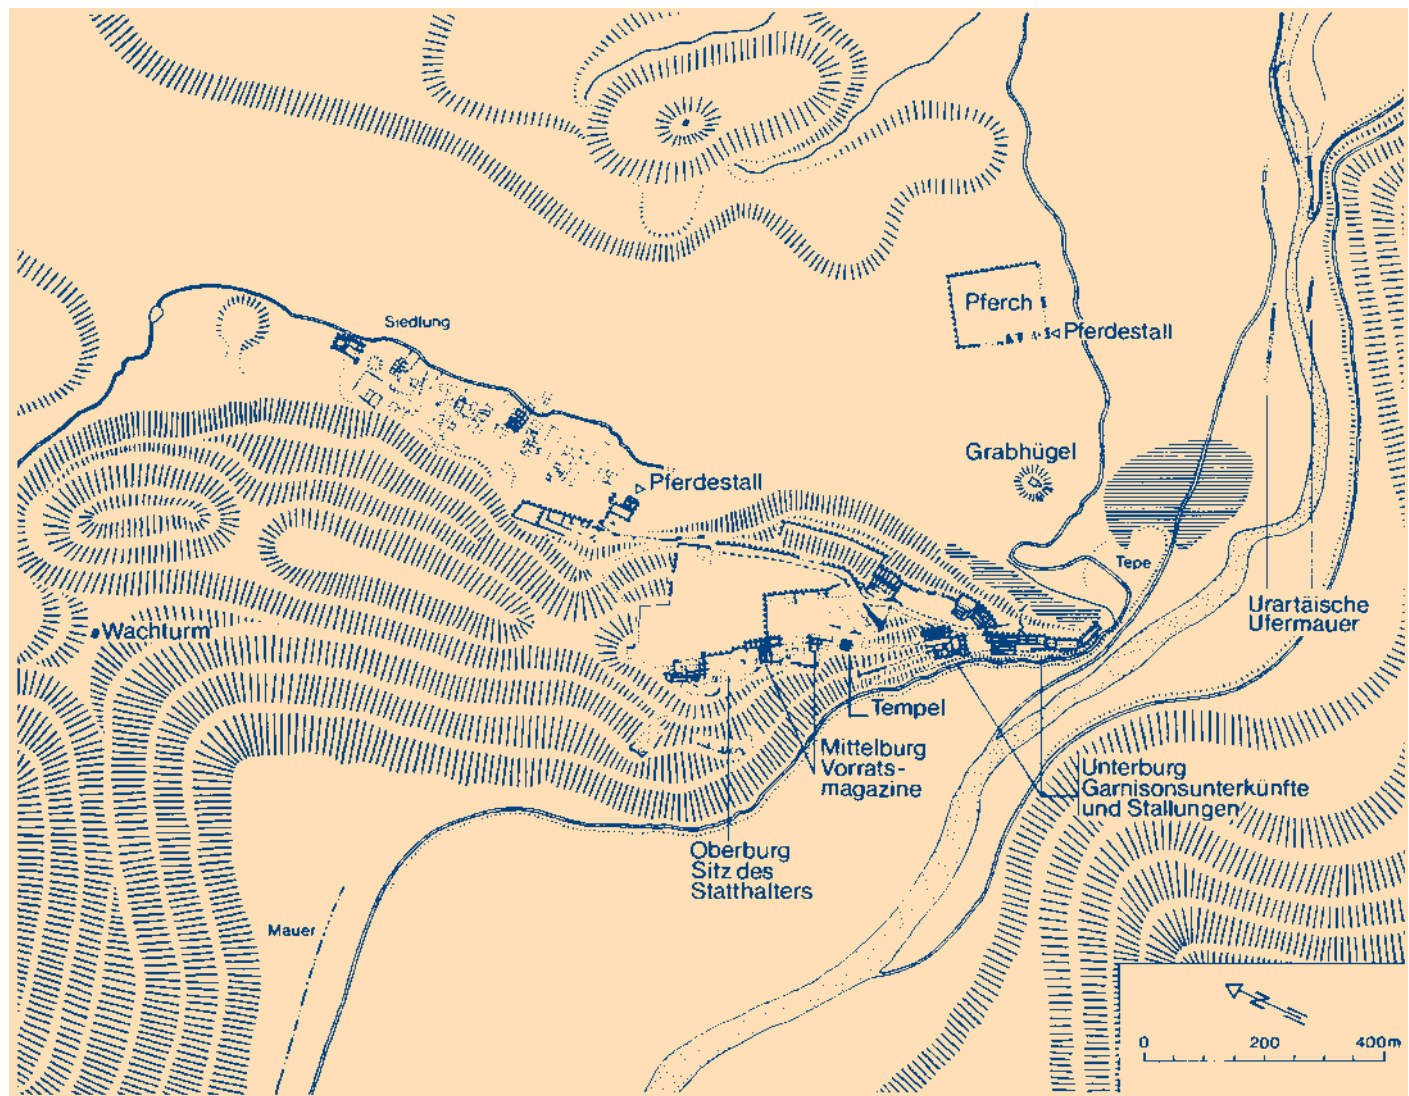 Siedlung
Pferch
Pferdestall
Grabhügel
Pferdestall
Tepe
Urartäische
Ufermauer
Wachturm
Tempel
Mittelburg
Vorrats-
magazine
Unterburg
Garnisonsunterkünfte
und Stallungen
Oberburg
Sitz des
Statthalters
Mauer
N
0 200 400m